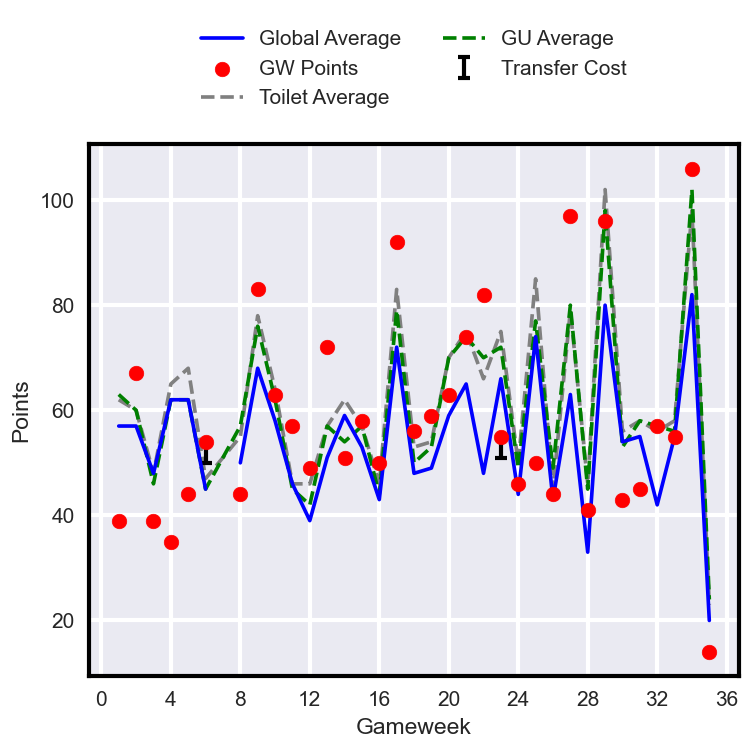 Global Average
GW Points
Toilet Average
GU Average
Transfer Cost
Points
100
80
60
40
20
0 4 8 12 16 20 24 28 32 36
Gameweek